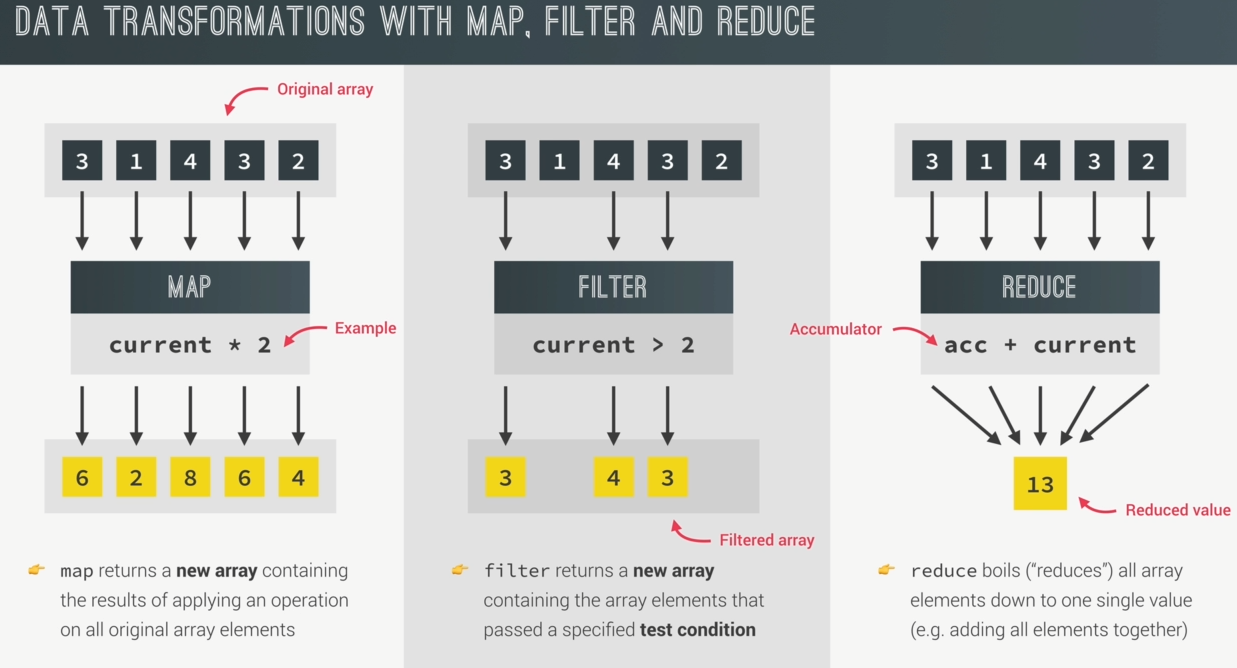 DATA TRANSFORMATIONS WITH MAP, FILTER AND REDUCE
Original array
3 1 4 3 2
MAP
current * 2
Example
6 2 8 6 4
map returns a new array containing
the results of applying an operation
on all original array elements
3 1 4 3 2
FILTER
current > 2
3 4 3
Filtered array
filter returns a new array
containing the array elements that
passed a specified test condition
3 1 4 3 2
REDUCE
Accumulator
acc + current
13
Reduced value
reduce boils (“reduces”) all array
elements down to one single value
(e.g. adding all elements together)